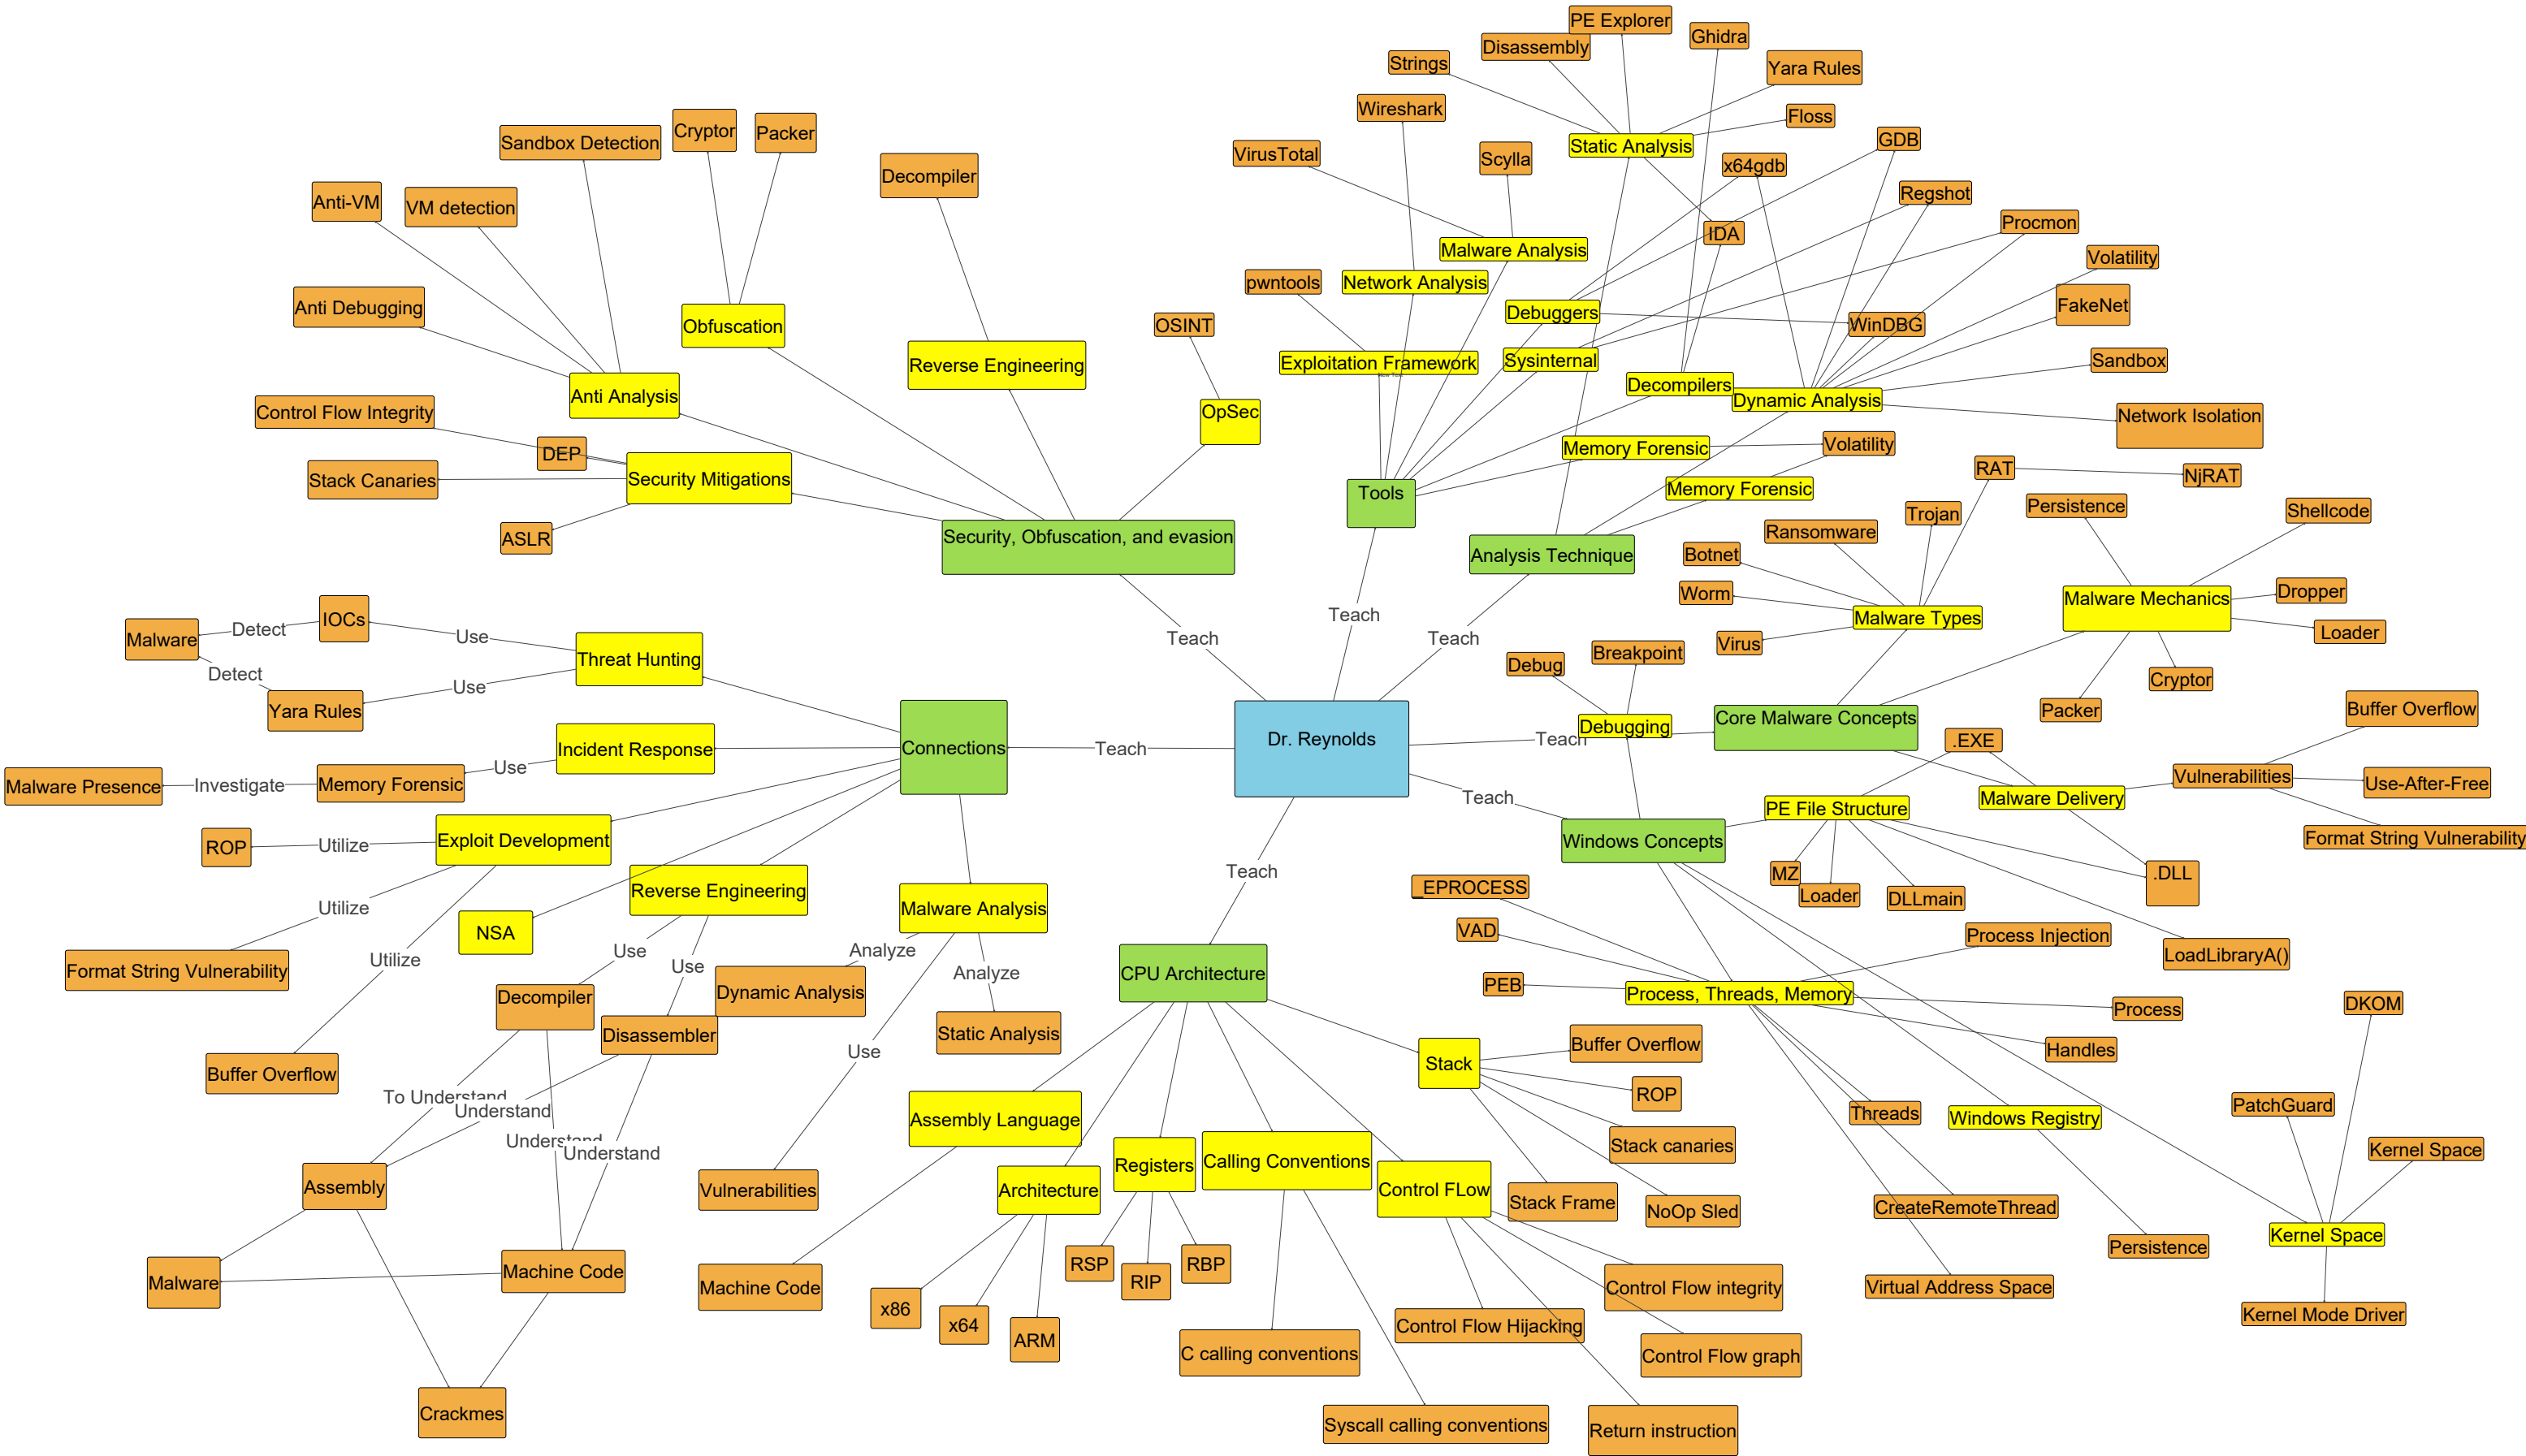 PE Explorer
Ghidra
Disassembly
Strings
Yara Rules
Wireshark
Floss
Cryptor
Packer
Sandbox Detection
Static Analysis
GDB
VirusTotal
Scylla
x64gdb
Decompiler
Regshot
Anti-VM
VM detection
Procmon
IDA
Malware Analysis
Volatility
pwntools
Network Analysis
Anti Debugging
FakeNet
Debuggers
Obfuscation
OSINT
WinDBG
Reverse Engineering
Exploitation Framework
Sysinternal
Sandbox
Decompilers
Anti Analysis
Dynamic Analysis
Control Flow Integrity
OpSec
Network Isolation
DEP
Memory Forensic
Volatility
Stack Canaries
Security Mitigations
RAT
NjRAT
Tools
Memory Forensic
Persistence
Shellcode
Trojan
ASLR
Security, Obfuscation, and evasion
Ransomware
Analysis Technique
Botnet
Worm
Dropper
Malware Mechanics
IOCs
Teach
Malware Types
Malware
Detect
Use
Teach
Teach
Loader
Virus
Threat Hunting
Breakpoint
Debug
Detect
Use
Cryptor
Yara Rules
Packer
Buffer Overflow
Core Malware Concepts
Debugging
Incident Response
Connections
Teach
Dr. Reynolds
Teach
.EXE
Malware Presence
Investigate
Memory Forensic
Use
Vulnerabilities
Use-After-Free
Teach
Malware Delivery
PE File Structure
ROP
Utilize
Exploit Development
Windows Concepts
Format String Vulnerability
Teach
MZ
.DLL
Reverse Engineering
_EPROCESS
Loader
DLLmain
Utilize
Malware Analysis
NSA
VAD
Process Injection
Use
Analyze
Utilize
Use
LoadLibraryA()
Format String Vulnerability
Analyze
CPU Architecture
PEB
Dynamic Analysis
Process, Threads, Memory
Decompiler
DKOM
Process
Disassembler
Static Analysis
Buffer Overflow
Use
Handles
Stack
Buffer Overflow
To Understand
ROP
Understand
Threads
PatchGuard
Assembly Language
Windows Registry
Understand
Stack canaries
Understand
Kernel Space
Registers
Calling Conventions
Assembly
Vulnerabilities
Architecture
Control FLow
Stack Frame
NoOp Sled
CreateRemoteThread
Kernel Space
Persistence
RSP
RBP
Machine Code
Malware
RIP
Machine Code
Control Flow integrity
Virtual Address Space
x86
Kernel Mode Driver
x64
Control Flow Hijacking
ARM
C calling conventions
Control Flow graph
Crackmes
Syscall calling conventions
Return instruction